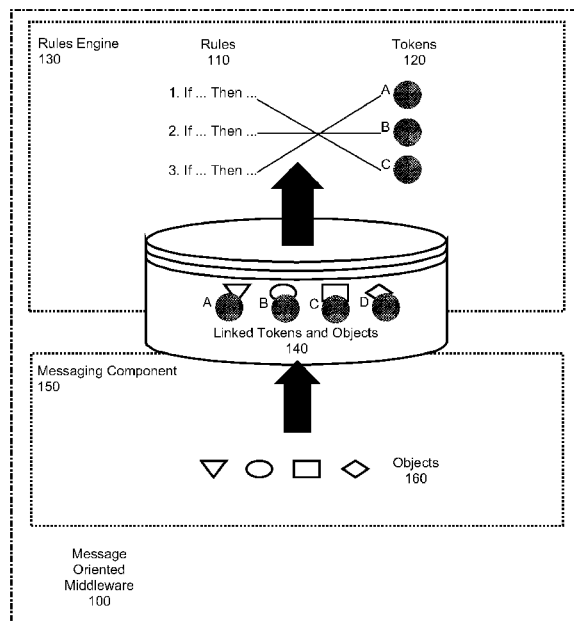 Rules Engine
130
Rules
110
Tokens
120
1. If ... Then ...
2. If ... Then ...
3. If ... Then ...
A
B
C
A
B
C
D
Linked Tokens and Objects
140
Messaging Component
150
Objects
160
Message
Oriented
Middleware
100